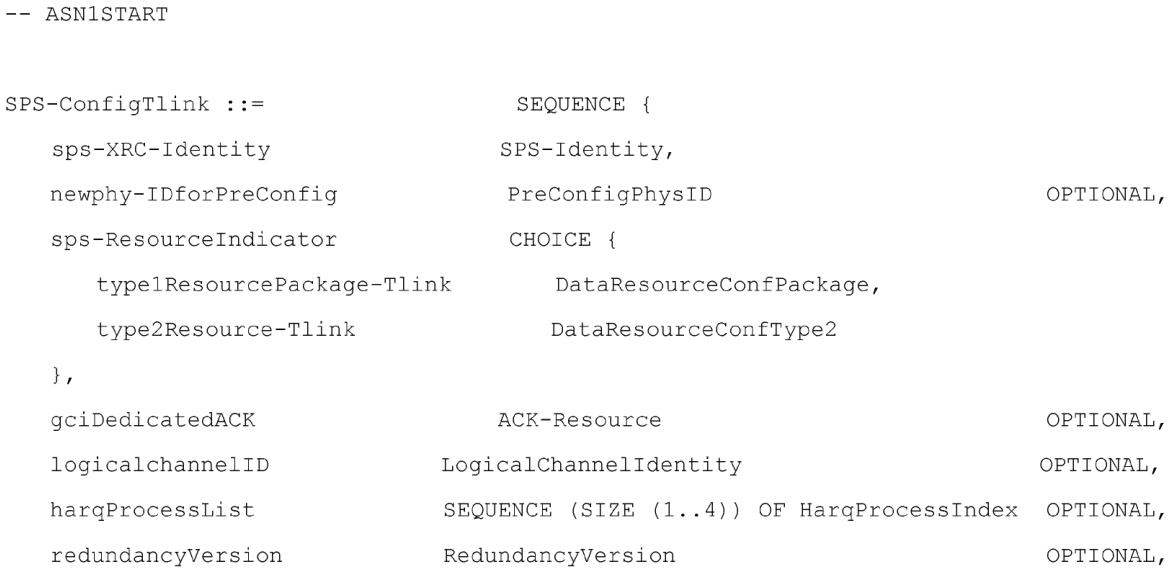 -- ASN1START
SPS-ConfigTlink ::= SEQUENCE {
sps-XRC-Identity SPS-Identity,
newphy-IDforPreConfig PreConfigPhysID OPTIONAL,
sps-ResourceIndicator CHOICE {
type1ResourcePackage-Tlink DataResourceConfPackage,
type2Resource-Tlink DataResourceConfType2
},
gciDedicatedACK ACK-Resource OPTIONAL,
logicalchannelID LogicalChannelIdentity OPTIONAL,
harqProcessList SEQUENCE (SIZE (1..4)) OF HarqProcessIndex OPTIONAL,
redundancyVersion RedundancyVersion OPTIONAL,